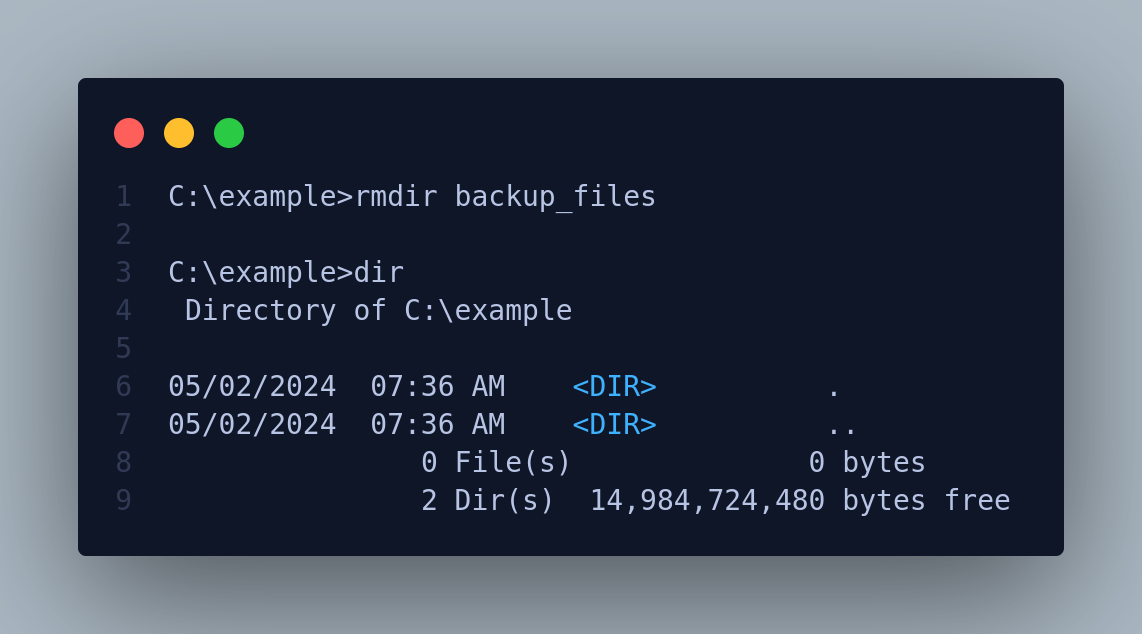 1 C:\example>rmdir backup_files
2
3 C:\example>dir
4  Directory of C:\example
5
6 05/02/2024  07:36 AM    <DIR>          .
7 05/02/2024  07:36 AM    <DIR>          ..
8                0 File(s)              0 bytes
9                2 Dir(s)  14,984,724,480 bytes free